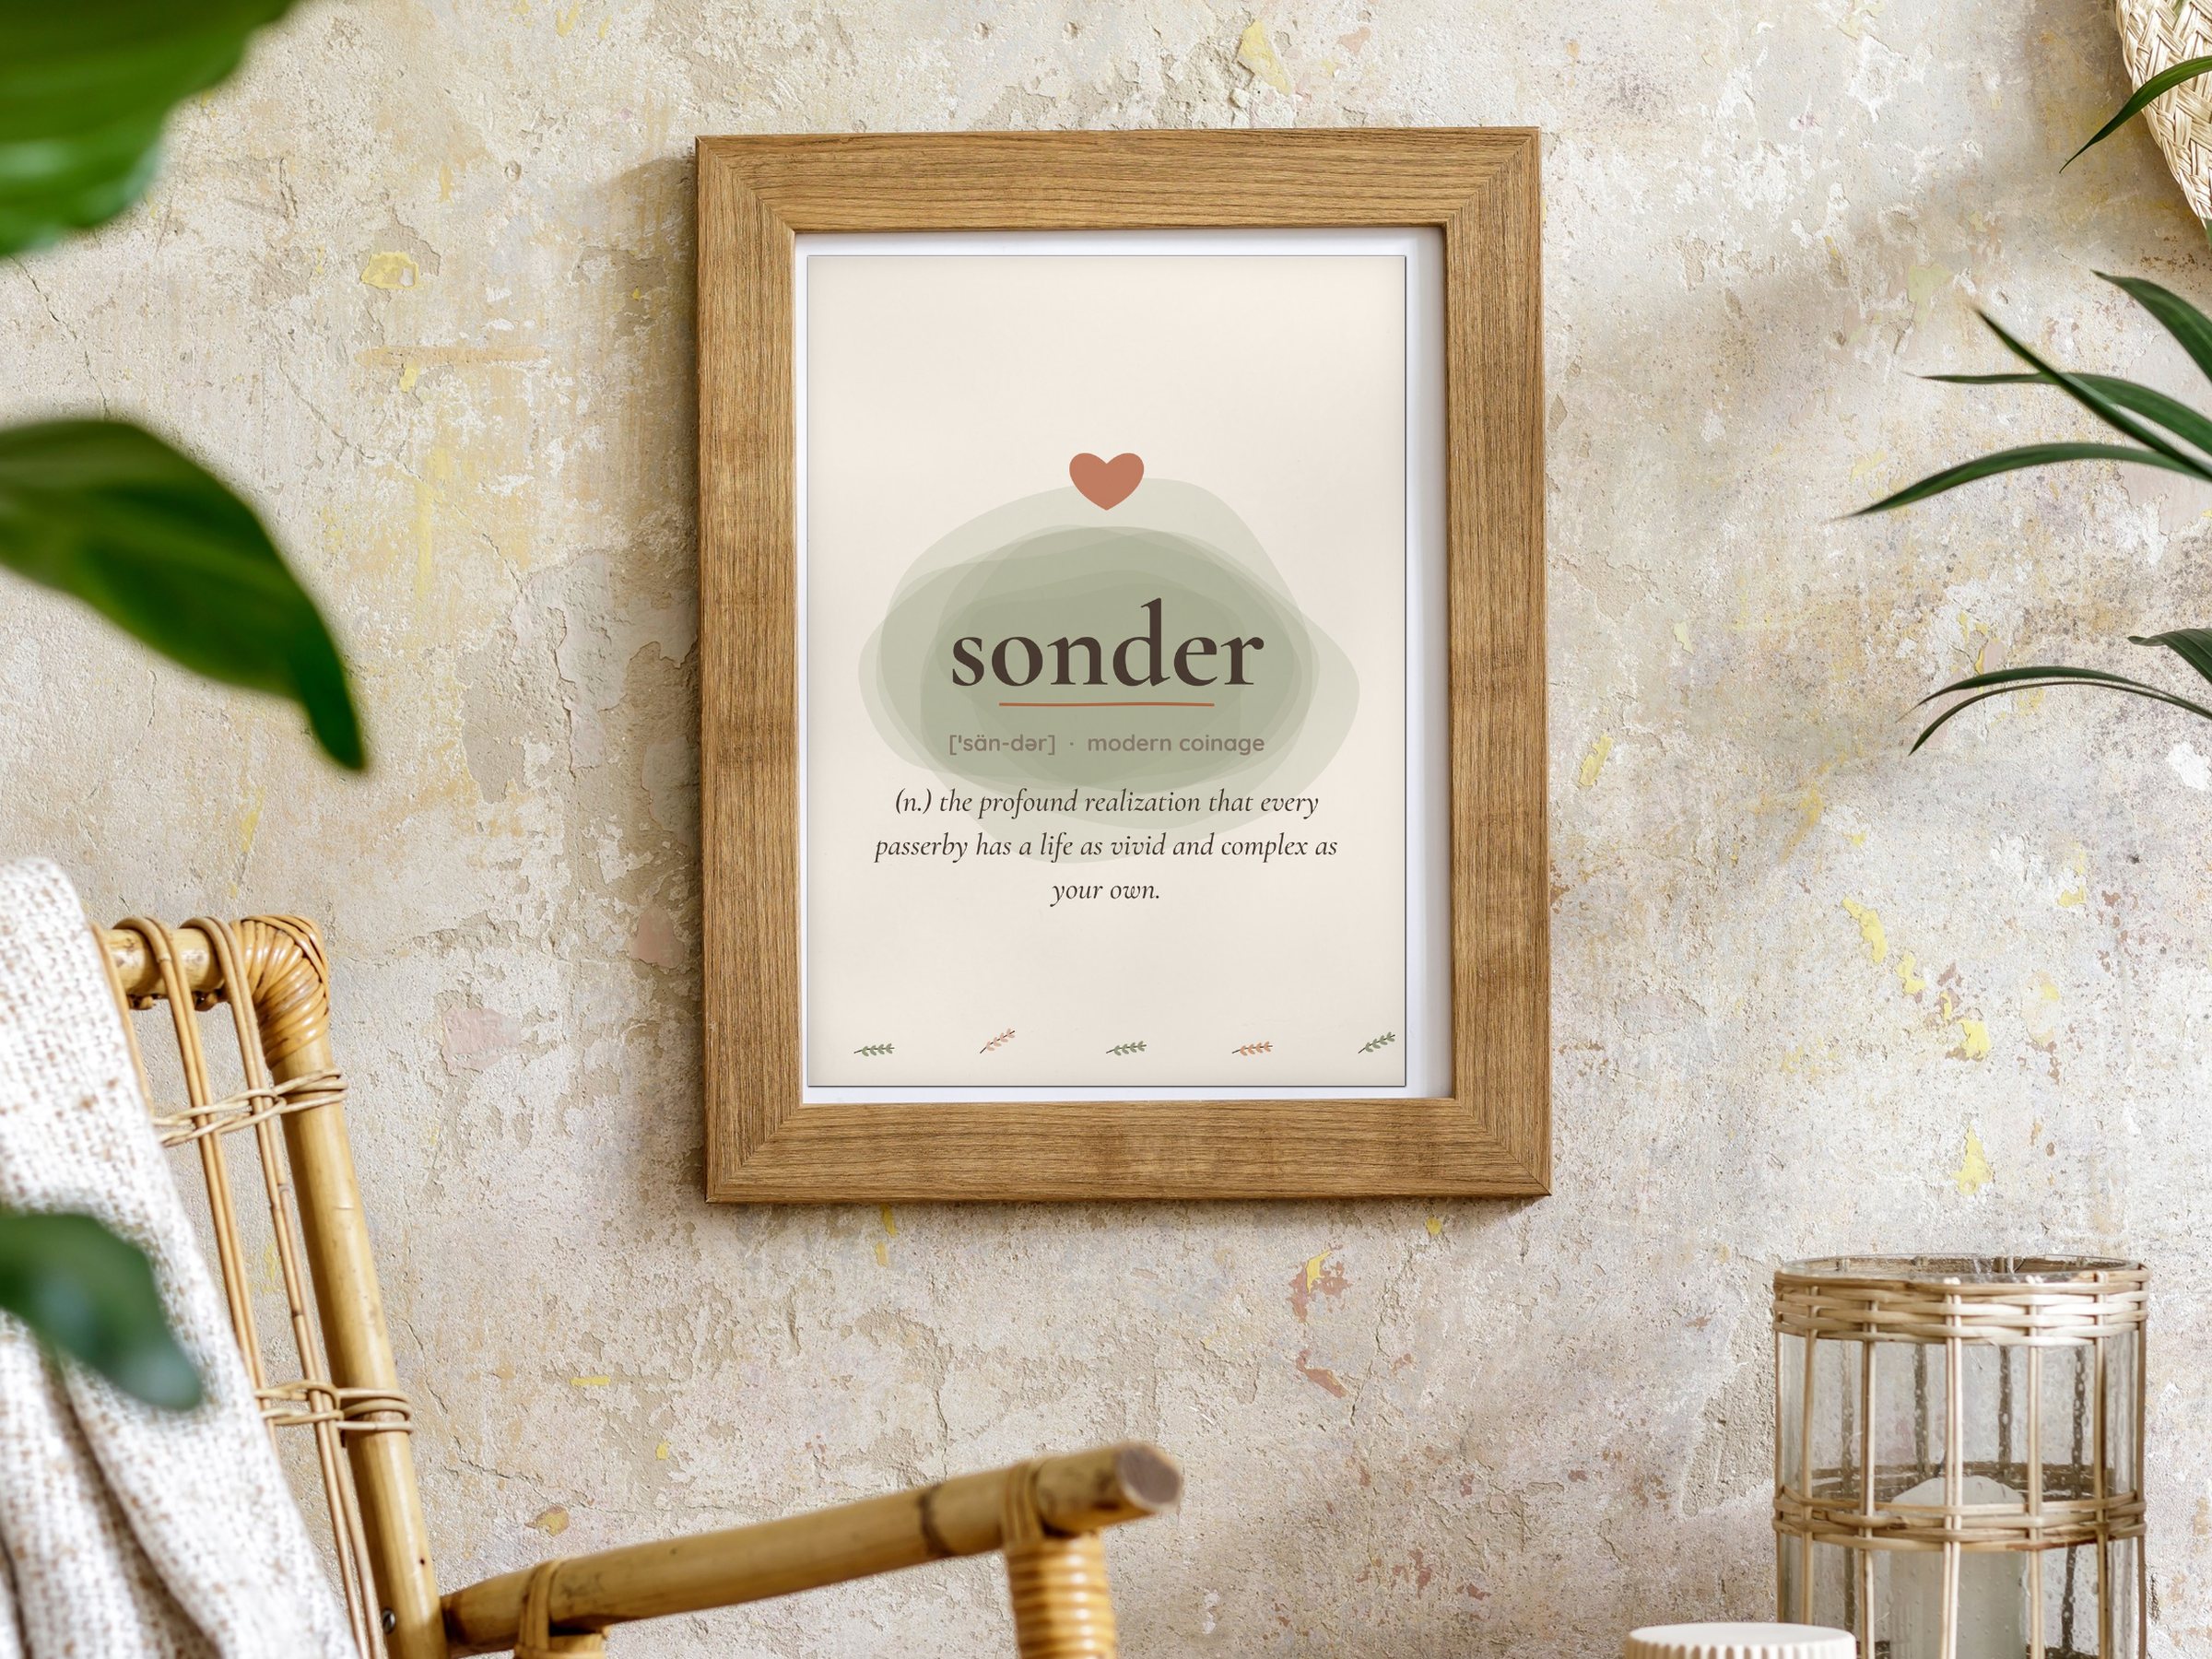 sonder
['sän-dər] · modern coinage
(n.) the profound realization that every
passerby has a life as vivid and complex as
your own.